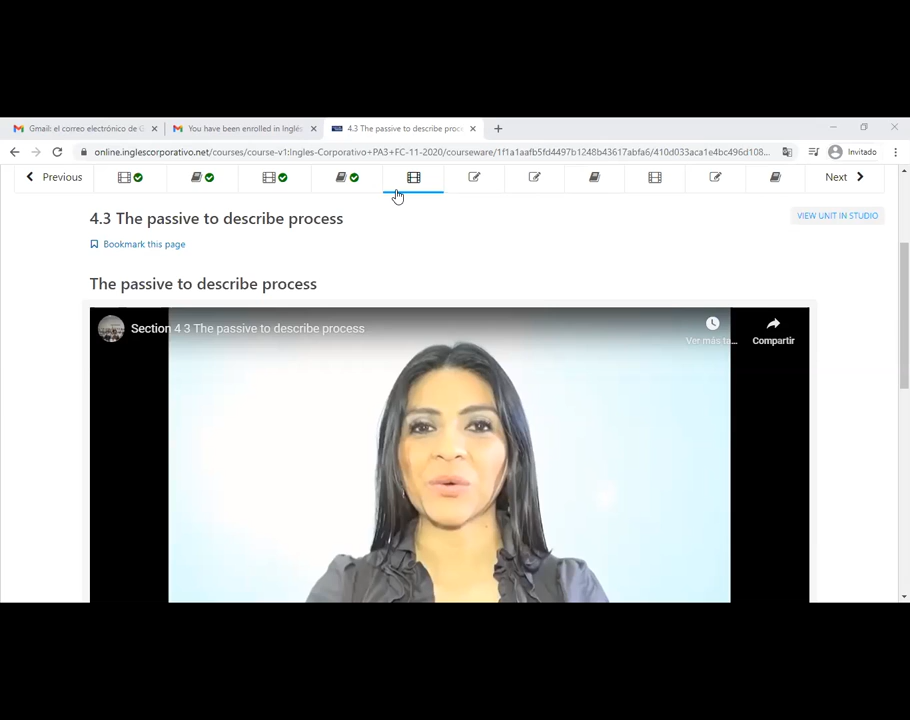 Gmail: el correo electrónico de G
You have been enrolled in Inglés
4.3 The passive to describe proce
online.inglescorporativo.net/courses/course-v1:Ingles-Corporativo+PA3+FC-11-2020/courseware/1f1a1aafb5fd4497b1248b43617abfa6/410d033aca1e4bc496d108...
Invitado
Previous
Next
4.3 The passive to describe process
VIEW UNIT IN STUDIO
Bookmark this page
The passive to describe process
Section 4 3 The passive to describe process
Ver más ta...
Compartir